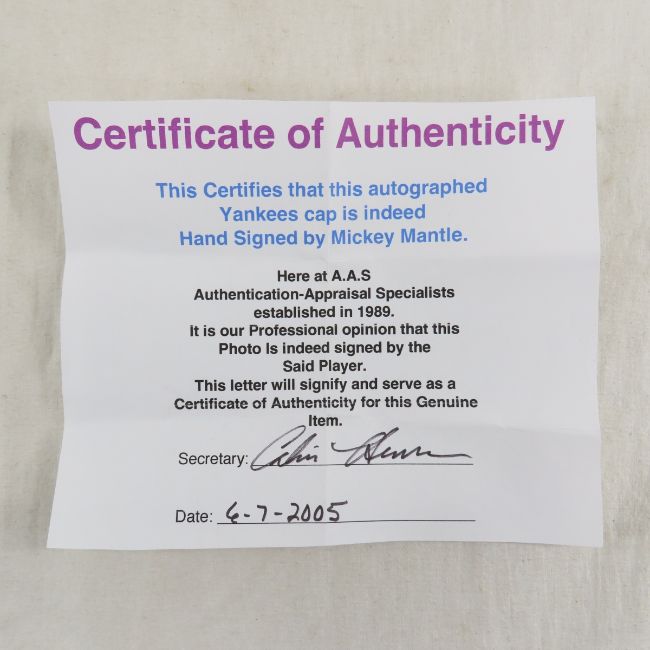 Certificate of Authenticity
This Certifies that this autographed
Yankees cap is indeed
Hand Signed by Mickey Mantle.
Here at A.A.S
Authentication-Appraisal Specialists
established in 1989.
It is our Professional opinion that this
Photo Is indeed signed by the
Said Player.
This letter will signify and serve as a
Certificate of Authenticity for this Genuine
Item.
Secretary:
Date: 6-7-2005